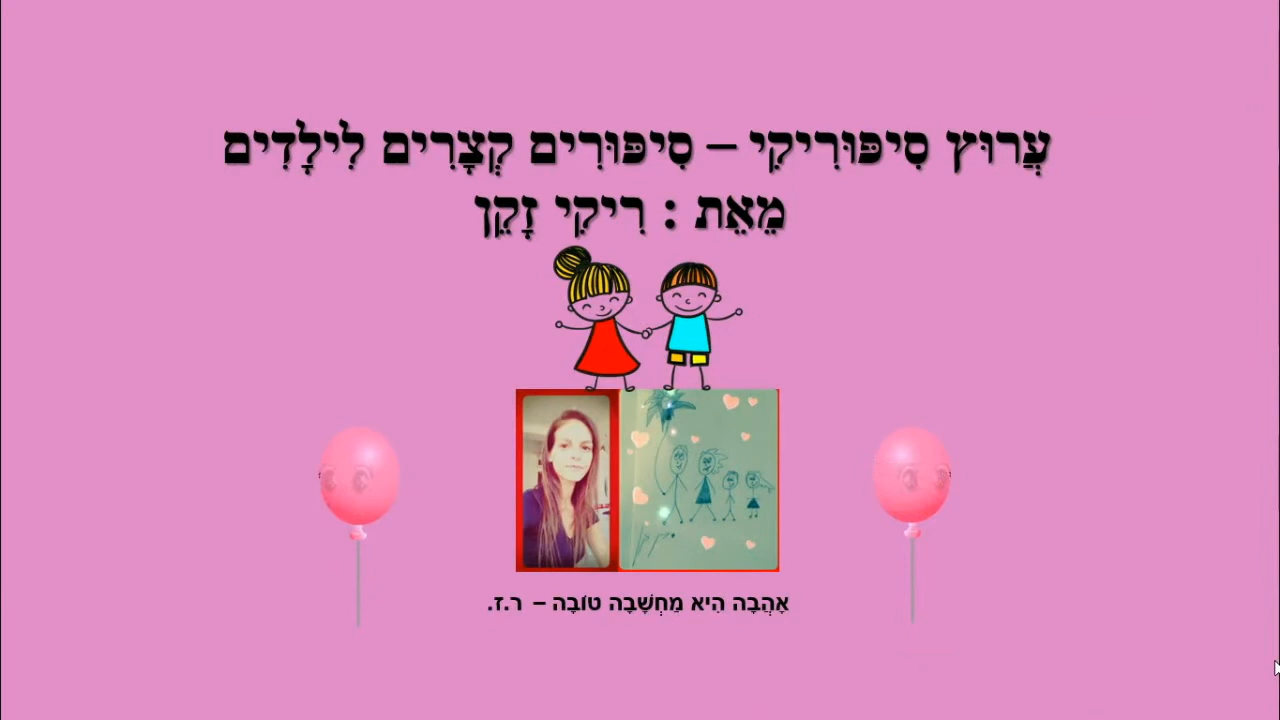 עֲרוּץ סִיפּוּרִיקִי – סִיפּוּרִים קְצָרִים לִילָדִים
מֵאֵת : רִיקִי זָקֵן
אָהֲבָה הִיא מַחְשָׁבָה טוֹבָה – ר.ז.